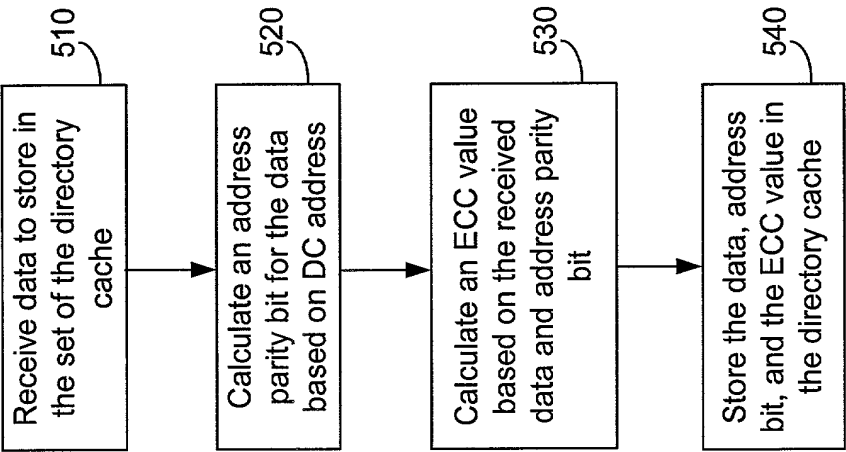 510
Receive data to store in
the set of the directory
cache
520
Calculate an address
parity bit for the data
based on DC address
530
Calculate an ECC value
based on the received
data and address parity
bit
540
Store the data, address
bit, and the ECC value in
the directory cache